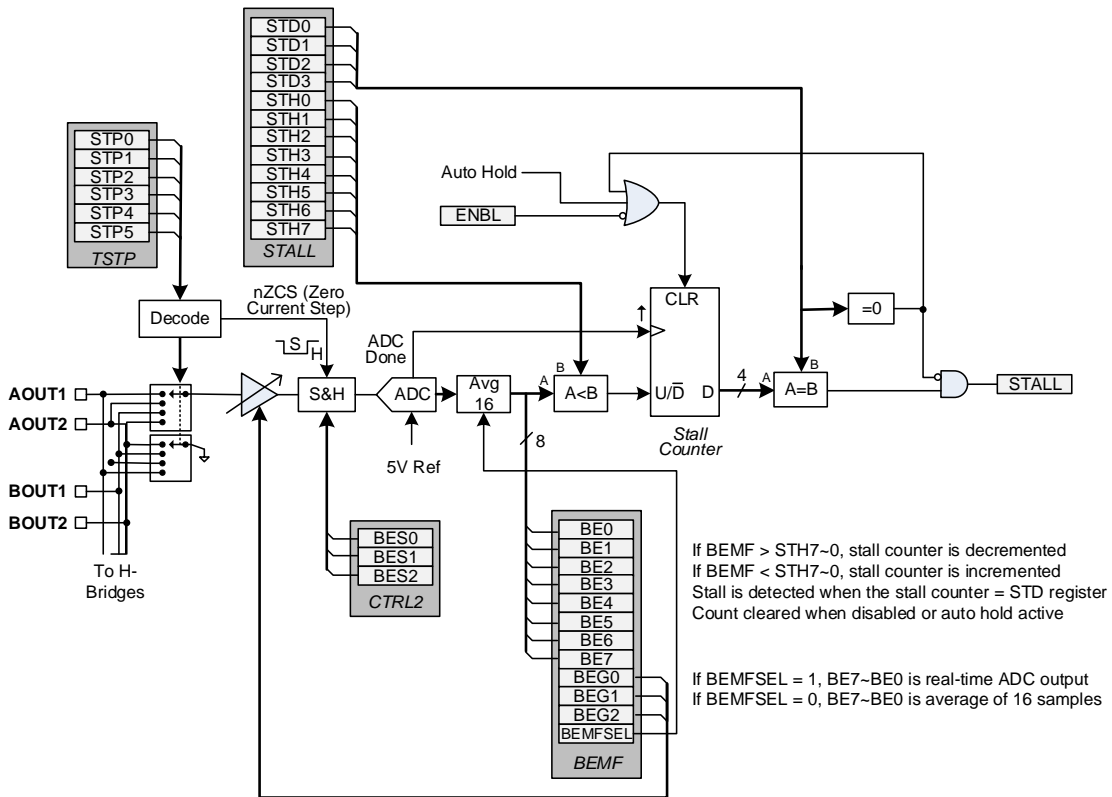 STD0
STD1
STD2
STD3
STH0
STH1
STH2
STH3
STH4
STH5
STH6
STH7
STALL
STP0
STP1
STP2
STP3
STP4
STP5
TSTP
Auto Hold
ENBL
Decode
nZCS (Zero
Current Step)
S
H
ADC
Done
CLR
=0
AOUT1
AOUT2
BOUT1
BOUT2
To H-
Bridges
S&H
ADC
5V Ref
Avg
16
8
A
B
A<B
U/D
D
Stall
Counter
4
A
B
A=B
STALL
BES0
BES1
BES2
CTRL2
BE0
BE1
BE2
BE3
BE4
BE5
BE6
BE7
BEG0
BEG1
BEG2
BEMFSEL
BEMF
If BEMF > STH7~0, stall counter is decremented
If BEMF < STH7~0, stall counter is incremented
Stall is detected when the stall counter = STD register
Count cleared when disabled or auto hold active
If BEMFSEL = 1, BE7~BE0 is real-time ADC output
If BEMFSEL = 0, BE7~BE0 is average of 16 samples